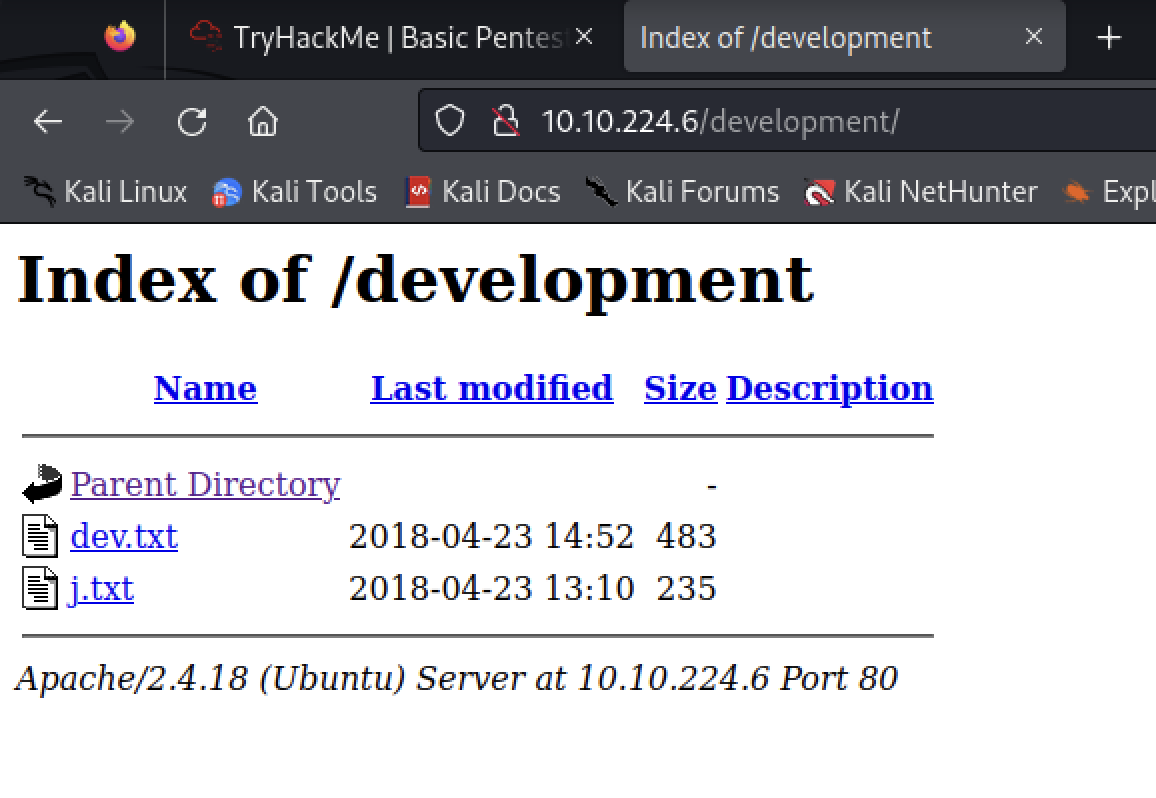 TryHackMe | Basic Pentes
Index of /development
10.10.224.6/development/
Kali Linux Kali Tools Kali Docs Kali Forums Kali NetHunter Expl
Index of /development
Name Last modified Size Description
Parent Directory -
dev.txt 2018-04-23 14:52 483
j.txt 2018-04-23 13:10 235
Apache/2.4.18 (Ubuntu) Server at 10.10.224.6 Port 80